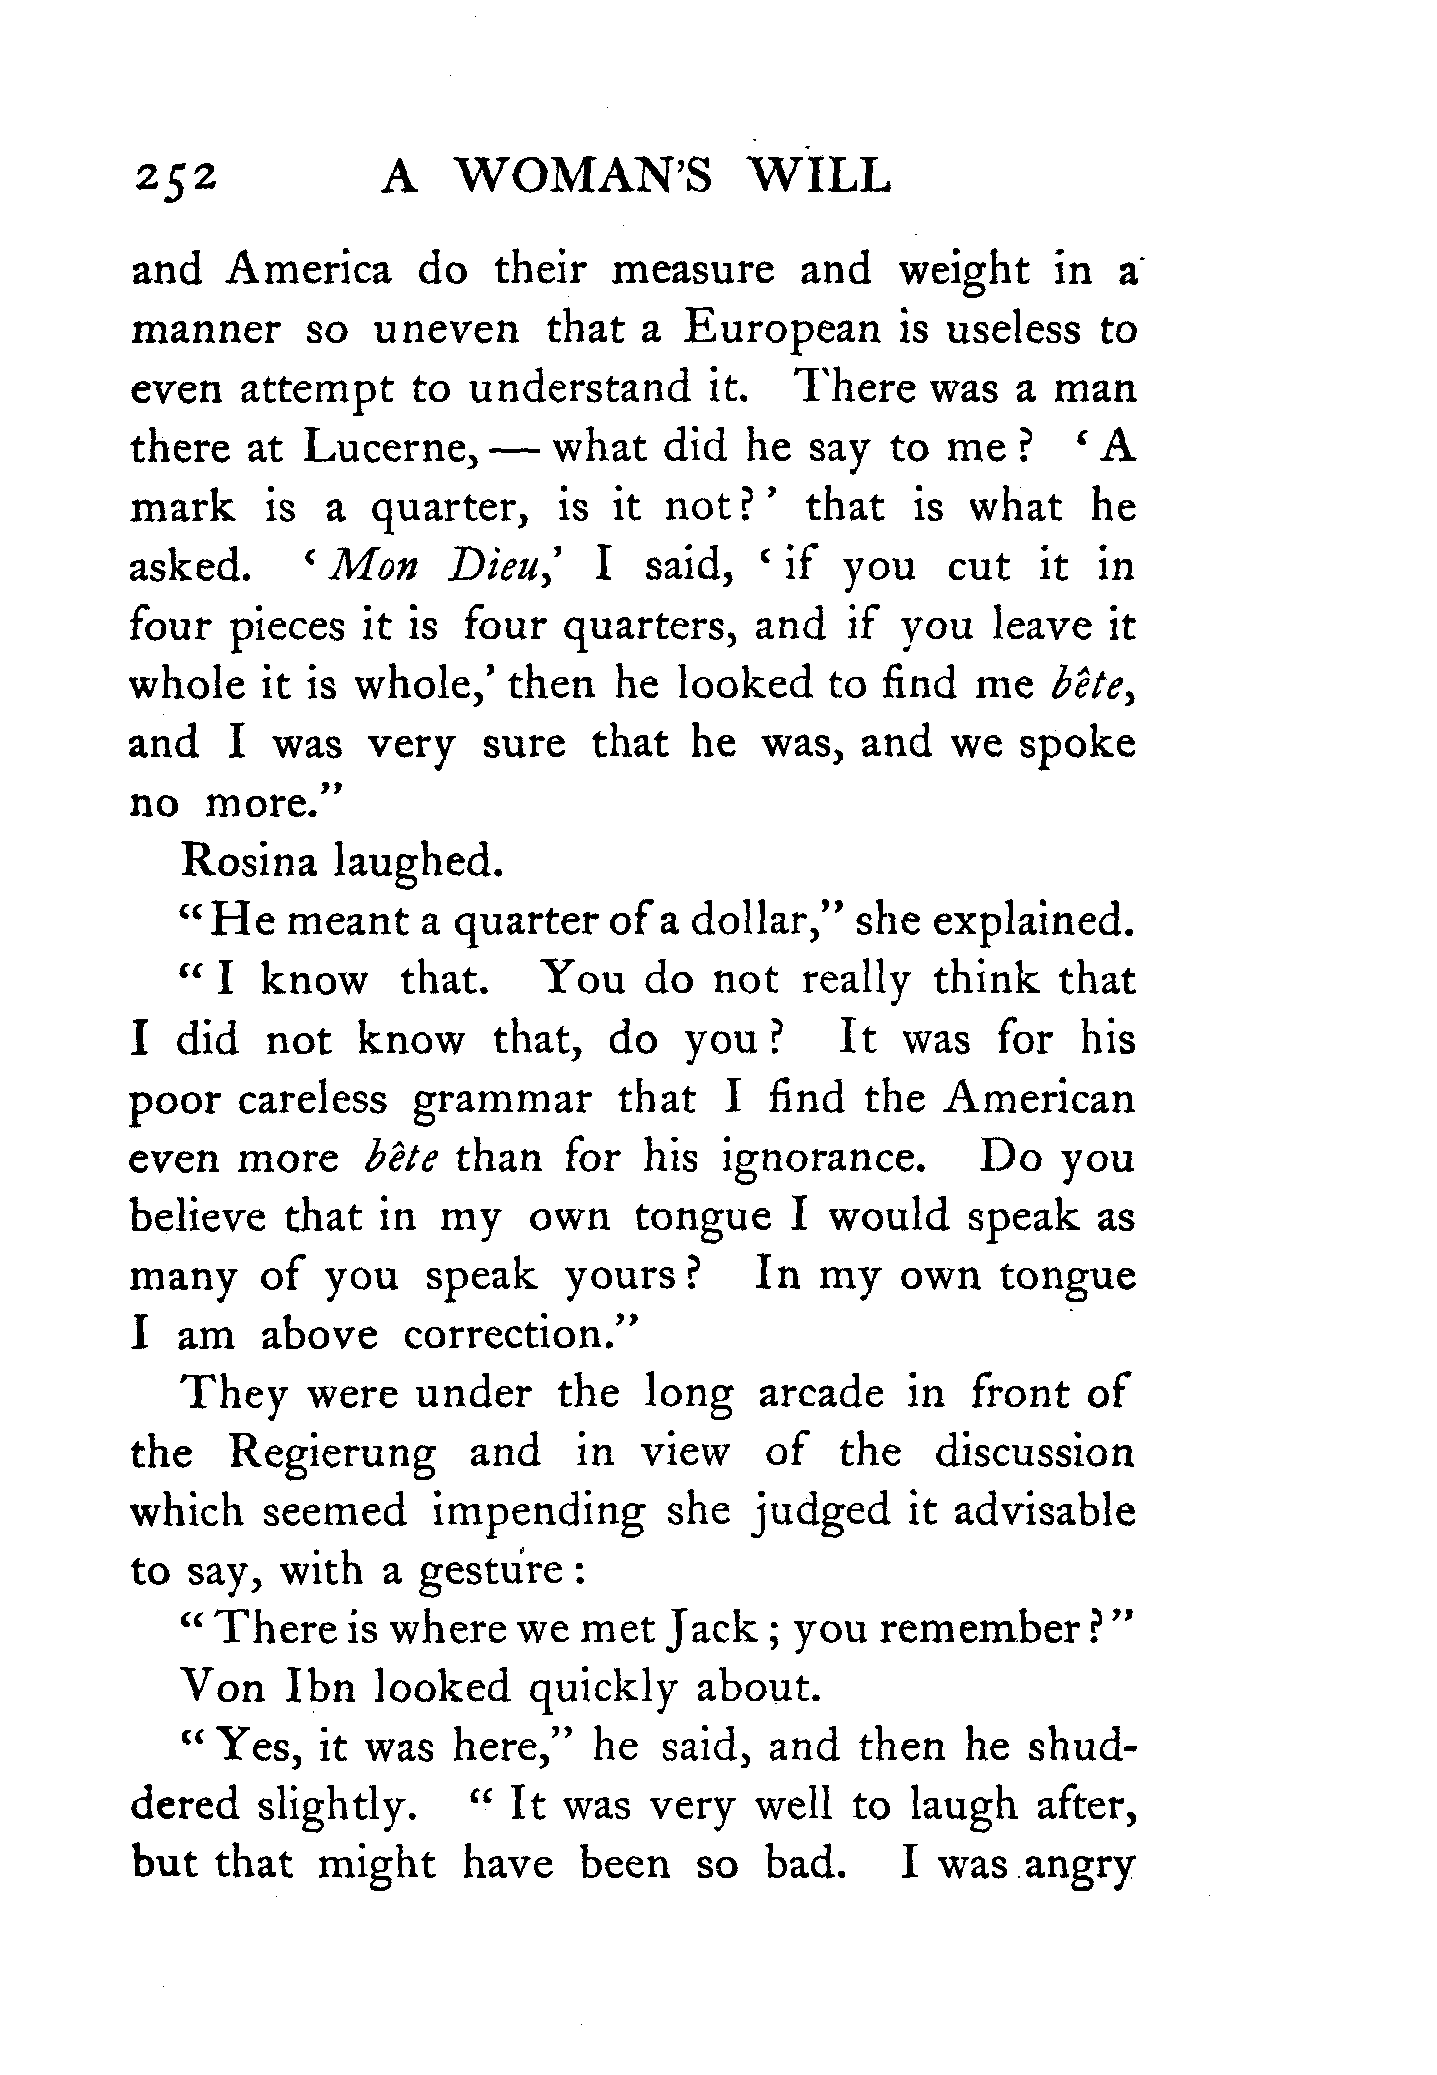 252 A WOMAN'S WILL
and America do their measure and weight in a
manner so uneven that a European is useless to
even attempt to understand it. There was a man
there at Lucerne,—what did he say to me? ‘A
mark is a quarter, is it not?’ that is what he
asked. ‘Mon Dieu,’ I said, ‘if you cut it in
four pieces it is four quarters, and if you leave it
whole it is whole,’ then he looked to find me bête,
and I was very sure that he was, and we spoke
no more.”
Rosina laughed.
“He meant a quarter of a dollar,” she explained.
“I know that. You do not really think that
I did not know that, do you? It was for his
poor careless grammar that I find the American
even more bête than for his ignorance. Do you
believe that in my own tongue I would speak as
many of you speak yours? In my own tongue
I am above correction.”
They were under the long arcade in front of
the Regierung and in view of the discussion
which seemed impending she judged it advisable
to say, with a gesture:
“There is where we met Jack; you remember?”
Von Ibn looked quickly about.
“Yes, it was here,” he said, and then he shud-
dered slightly. “It was very well to laugh after,
but that might have been so bad. I was angry